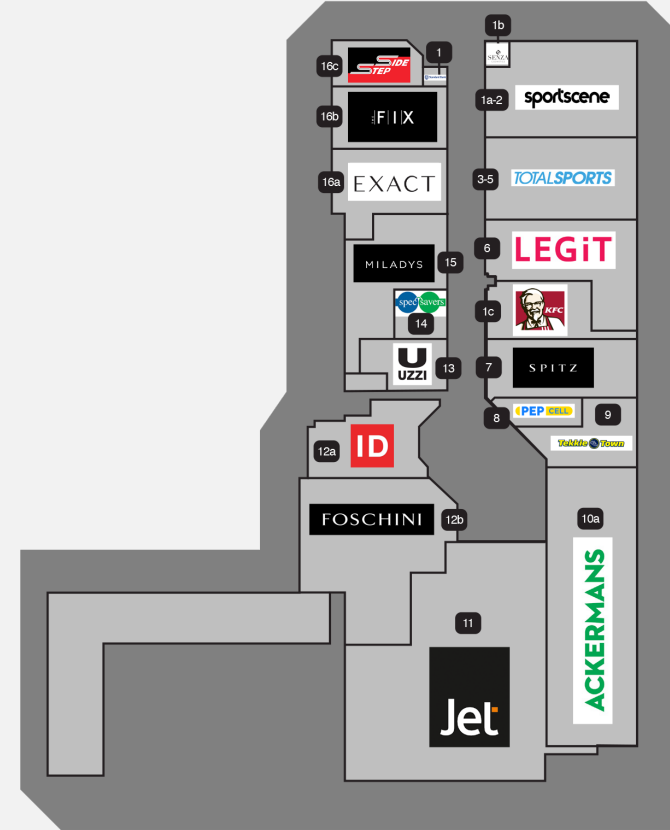 1b
SENZA
1
16c
SIDE
STEP
1a-2
sportscene
16b
THE FIX
16a
EXACT
3-5
TOTALSPORTS
6
LEGiT
15
MILADYS
spec savers
14
1c
KFC
U
UZZI
13
7
SPITZ
8
PEP CELL
9
Tekkie Town
12a
ID
FOSCHINI
12b
10a
ACKERMANS
11
Jet